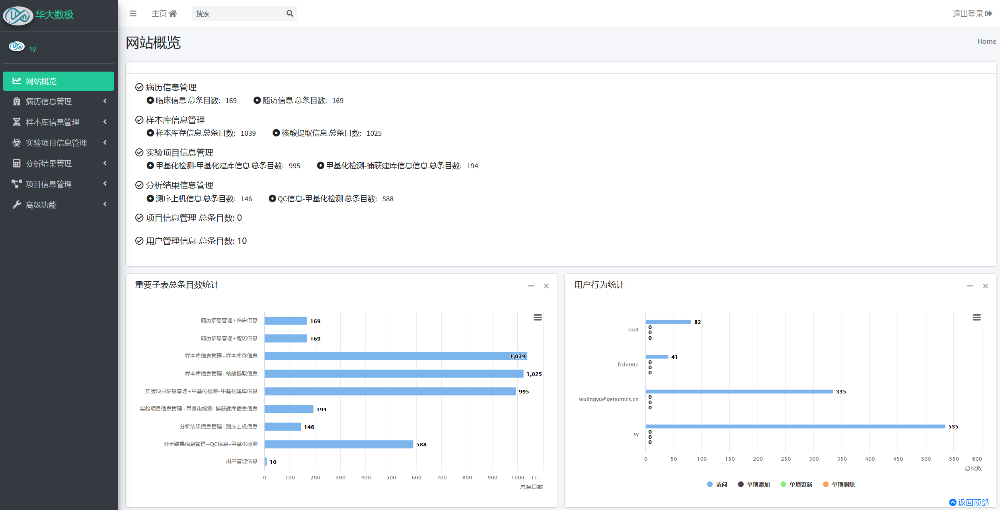 华大数极
主页
搜索
退出登录
网站概览
Home
sy
网站概览
病历信息管理
样本库信息管理
实验项目信息管理
分析结果管理
项目信息管理
高级功能
病历信息管理
临床信息 总条目数: 169 随访信息 总条目数: 169
样本库信息管理
样本库存信息 总条目数: 1039 核酸提取信息 总条目数: 1025
实验项目信息管理
甲基化检测-甲基化建库信息 总条目数: 995 甲基化检测-捕获建库信息信息 总条目数: 194
分析结果信息管理
测序上机信息 总条目数: 146 QC信息-甲基化检测 总条目数: 588
项目信息管理 总条目数: 0
用户管理信息 总条目数: 10
重要子表总条目数统计
病历信息管理+临床信息 169
病历信息管理+随访信息 169
样本库信息管理+样本库存信息 1,039
样本库信息管理+核酸提取信息 1,025
实验项目信息管理+甲基化检测-甲基化建库信息 995
实验项目信息管理+甲基化检测-捕获建库信息信息 194
分析结果信息管理+测序上机信息 146
分析结果信息管理+QC信息-甲基化检测 588
用户管理信息 10
0 100 200 300 400 500 600 700 800 900 1000 11...
总条目数
用户行为统计
root 82
0
0
0
fcdn007 41
0
0
0
wulingyu@genomics.cn 335
0
0
0
sy 535
0
0
0
0 50 100 150 200 250 300 350 400 450 500 550 600
总次数
访问 单项添加 单项更新 单项删除
返回顶部